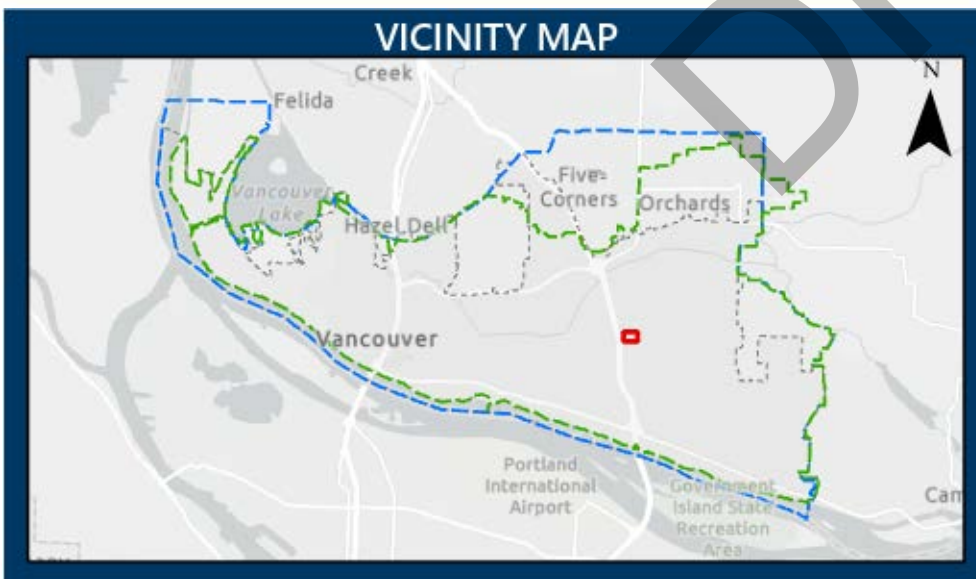 VICINITY MAP
N
Creek
Felida
Vancouver
Lake
Five
Corners
Orchards
Hazel Dell
Vancouver
Portland
International
Airport
Government
Island State
Recreation
Area
Cam